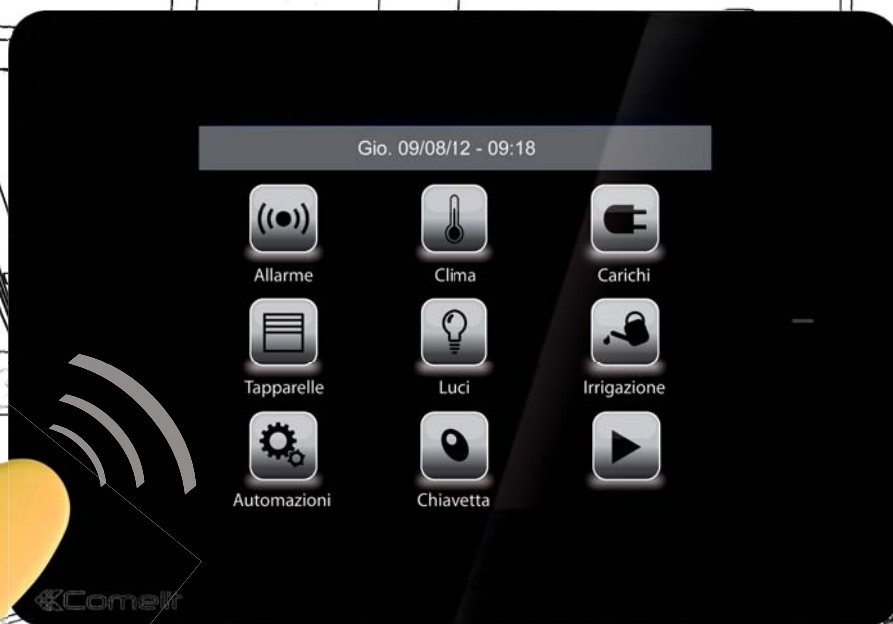 Gio. 09/08/12 - 09:18
Allarme Clima Carichi
Tapparelle Luci Irrigazione
Automazioni Chiavetta
Comelit